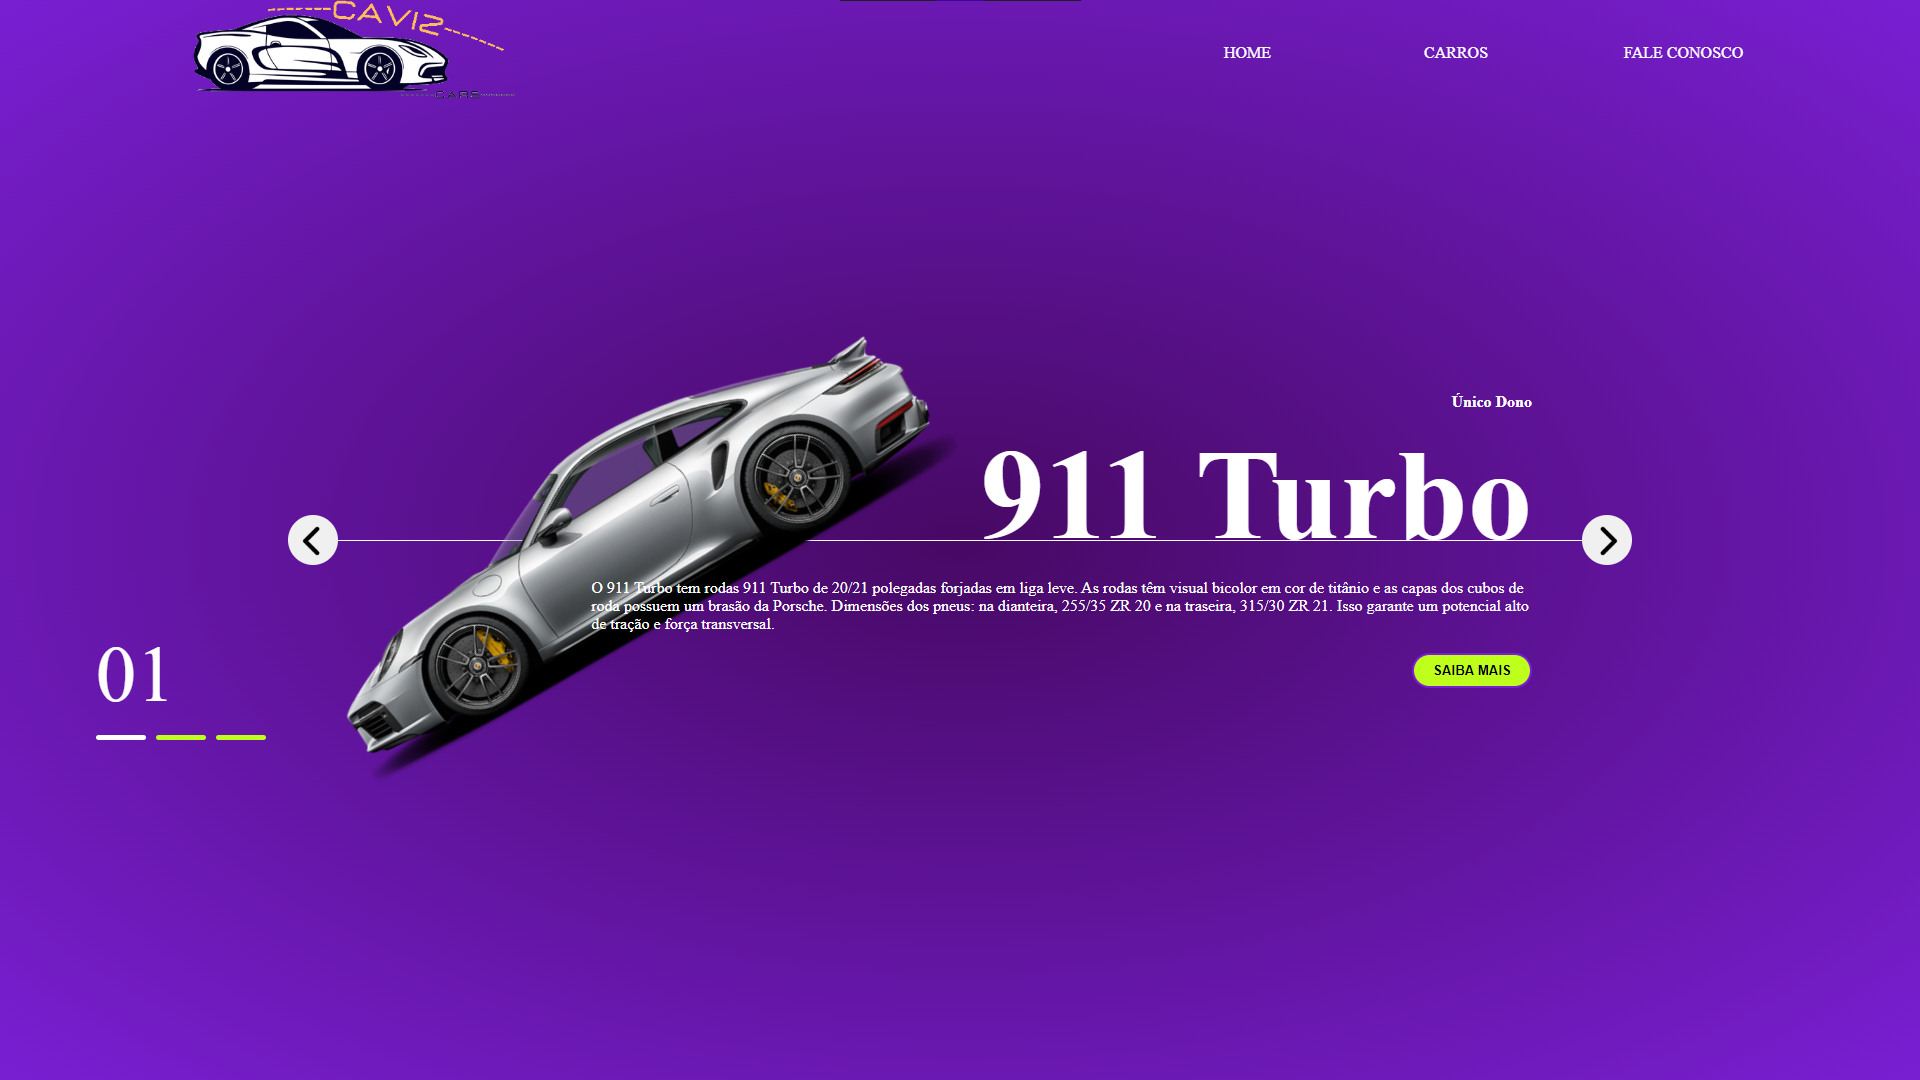 CAVIZ
CARS
HOME
CARROS
FALE CONOSCO
Único Dono
911 Turbo
O 911 Turbo tem rodas 911 Turbo de 20/21 polegadas forjadas em liga leve. As rodas têm visual bicolor em cor de titânio e as capas dos cubos de
roda possuem um brasão da Porsche. Dimensões dos pneus: na dianteira, 255/35 ZR 20 e na traseira, 315/30 ZR 21. Isso garante um potencial alto
de tração e força transversal.
SAIBA MAIS
01